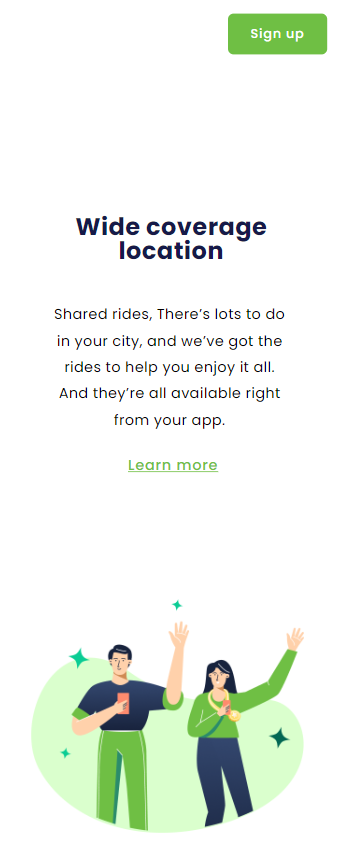 Sign up
Wide coverage
location
Shared rides, There’s lots to do
in your city, and we’ve got the
rides to help you enjoy it all.
And they’re all available right
from your app.
Learn more